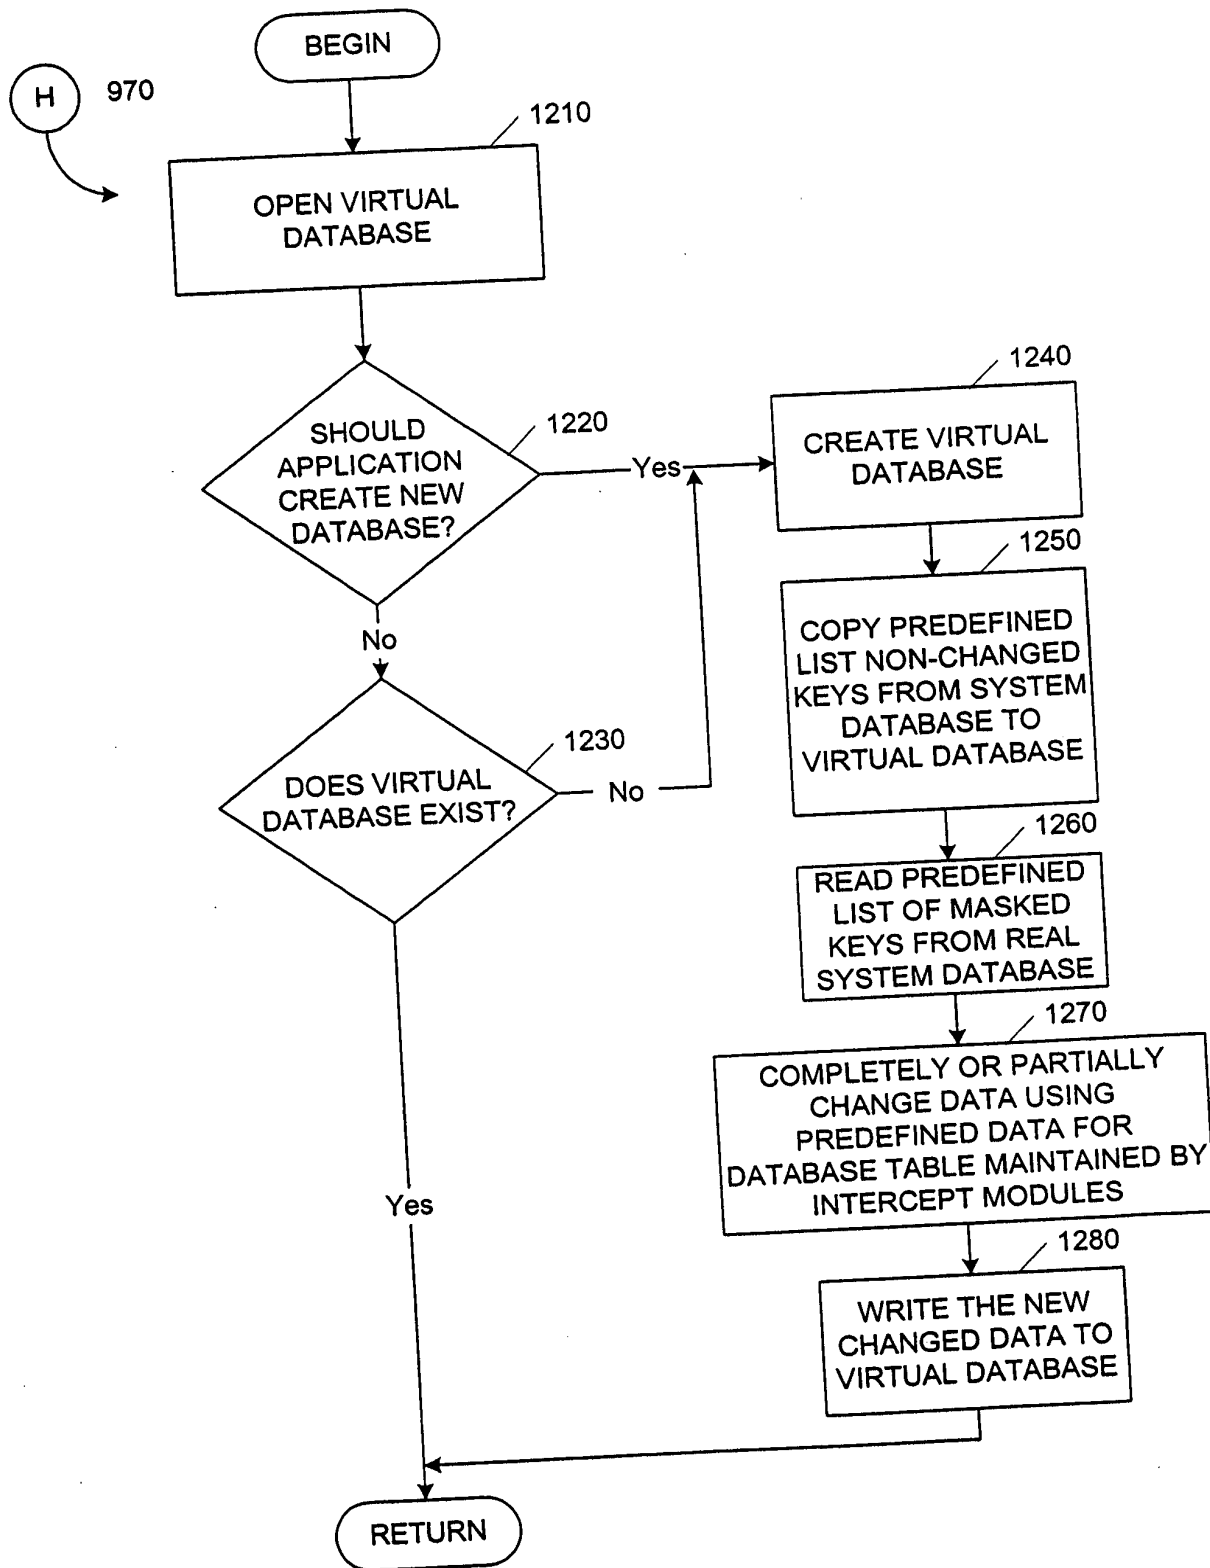 BEGIN
H
970
1210
OPEN VIRTUAL
DATABASE
1220
SHOULD
APPLICATION
CREATE NEW
DATABASE?
Yes
1240
CREATE VIRTUAL
DATABASE
No
1250
COPY PREDEFINED
LIST NON-CHANGED
KEYS FROM SYSTEM
DATABASE TO
VIRTUAL DATABASE
1230
DOES VIRTUAL
DATABASE EXIST?
No
1260
READ PREDEFINED
LIST OF MASKED
KEYS FROM REAL
SYSTEM DATABASE
1270
COMPLETELY OR PARTIALLY
CHANGE DATA USING
PREDEFINED DATA FOR
DATABASE TABLE MAINTAINED BY
INTERCEPT MODULES
Yes
1280
WRITE THE NEW
CHANGED DATA TO
VIRTUAL DATABASE
RETURN